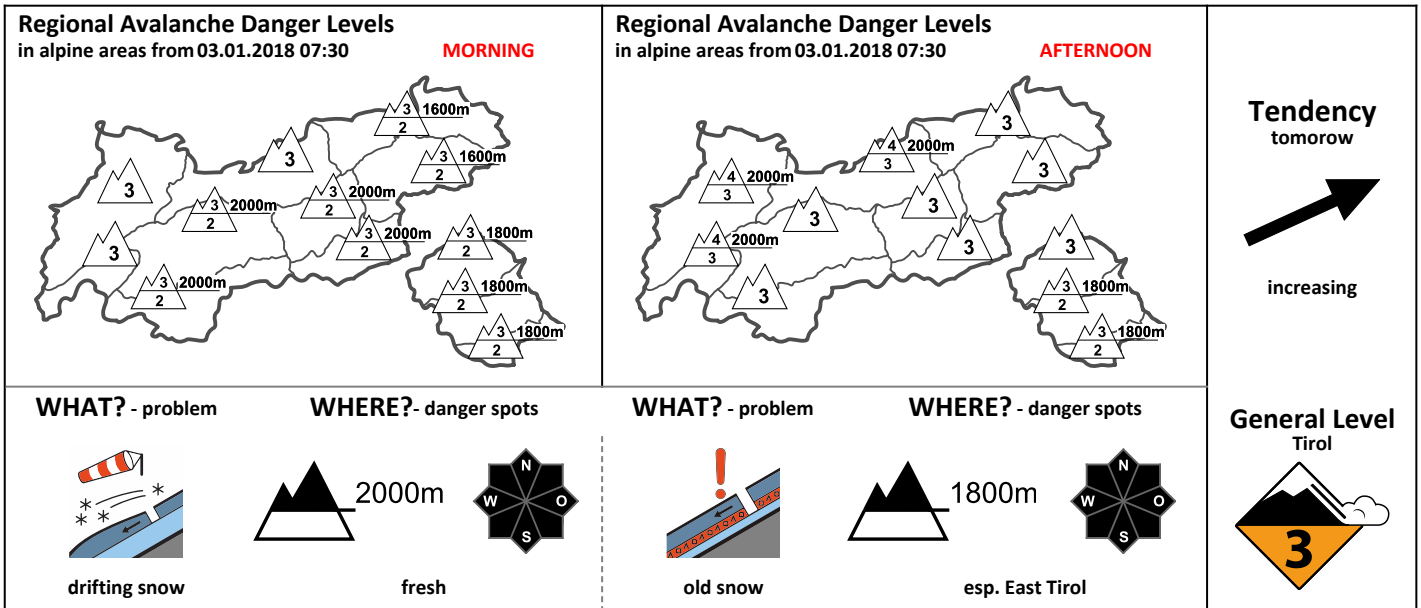 Regional Avalanche Danger Levels
in alpine areas from 03.01.2018 07:30 MORNING
3 1600m
2
3
3 1600m
2
3
3 2000m
2
3 2000m
2
3
3 2000m
2
3 1800m
2
3 2000m
2
3 1800m
2
3 1800m
2
Regional Avalanche Danger Levels
in alpine areas from 03.01.2018 07:30 AFTERNOON
3
4 2000m
3
3
4 2000m
3
3
3
4 2000m
3
3
3
3
3 1800m
2
3 1800m
2
Tendency
tomorow
increasing
WHAT? - problem
WHERE? - danger spots
2000m
N
W O
S
drifting snow
fresh
WHAT? - problem
WHERE? - danger spots
1800m
N
W O
S
old snow
esp. East Tirol
General Level
Tirol
3